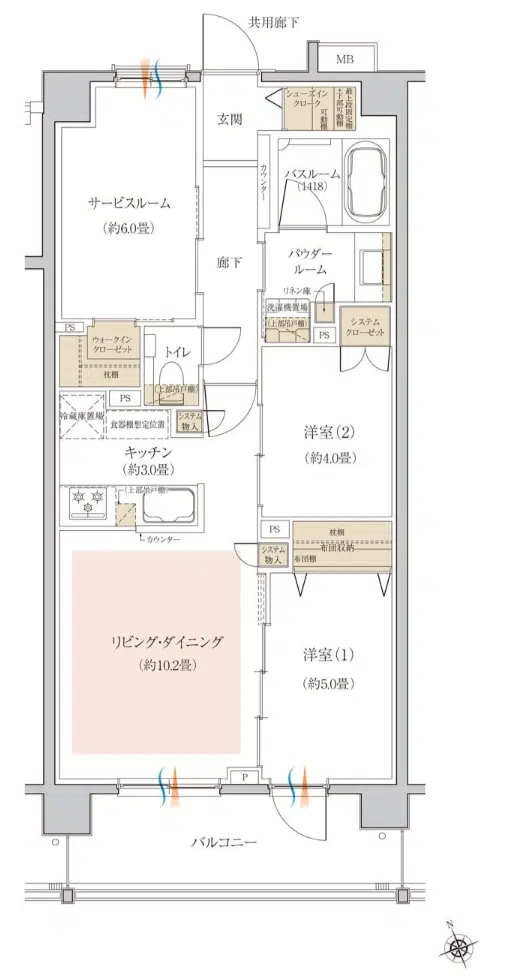 共用廊下
MB
玄関
シューズイン
クローク
可動棚
最上段固定棚
+下部可動棚
カウンター
バスルーム
(1418)
サービスルーム
(約6.0畳)
廊下
パウダー
ルーム
リネン庫
洗濯機置場
(上部吊戸棚)
PS
システム
クローゼット
PS
ウォークイン
クローゼット
枕棚
トイレ
(上部吊戸棚)
PS
冷蔵庫置場
食器棚想定位置
システム
物入
キッチン
(約3.0畳)
(上部吊戸棚)
カウンター
洋室(2)
(約4.0畳)
PS
システム
物入
枕棚
布団収納
布団棚
リビング・ダイニング
(約10.2畳)
洋室(1)
(約5.0畳)
P
バルコニー
N